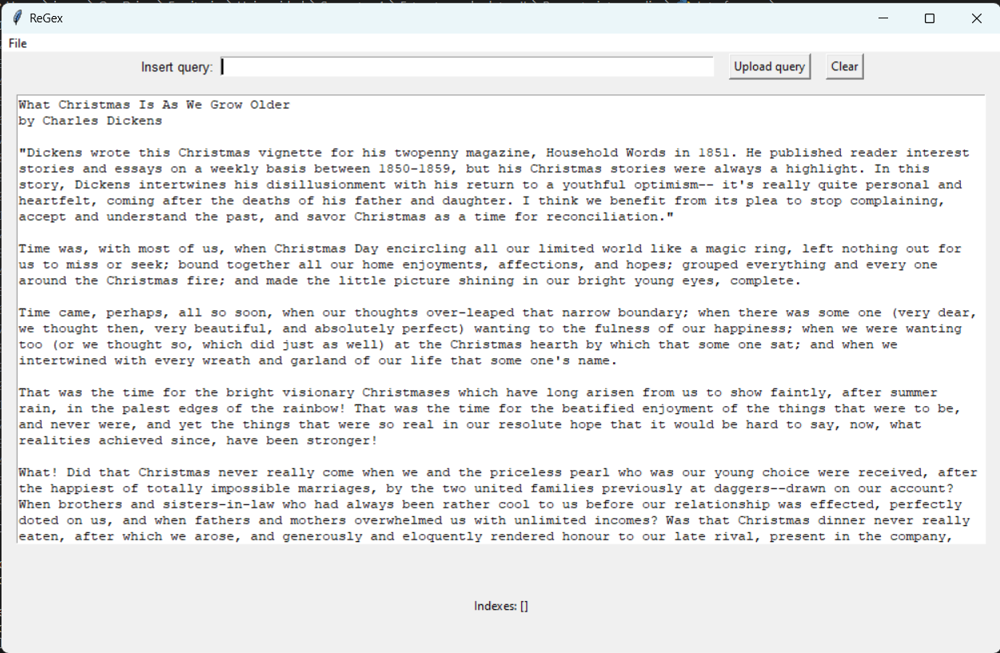 ReGex
File
Insert query:
Upload query
Clear
What Christmas Is As We Grow Older
by Charles Dickens
"Dickens wrote this Christmas vignette for his twopenny magazine, Household Words in 1851. He published reader interest
stories and essays on a weekly basis between 1850-1859, but his Christmas stories were always a highlight. In this
story, Dickens intertwines his disillusionment with his return to a youthful optimism-- it's really quite personal and
heartfelt, coming after the deaths of his father and daughter. I think we benefit from its plea to stop complaining,
accept and understand the past, and savor Christmas as a time for reconciliation."
Time was, with most of us, when Christmas Day encircling all our limited world like a magic ring, left nothing out for
us to miss or seek; bound together all our home enjoyments, affections, and hopes; grouped everything and every one
around the Christmas fire; and made the little picture shining in our bright young eyes, complete.
Time came, perhaps, all so soon, when our thoughts over-leaped that narrow boundary; when there was some one (very dear,
we thought then, very beautiful, and absolutely perfect) wanting to the fulness of our happiness; when we were wanting
too (or we thought so, which did just as well) at the Christmas hearth by which that some one sat; and when we
intertwined with every wreath and garland of our life that some one's name.
That was the time for the bright visionary Christmases which have long arisen from us to show faintly, after summer
rain, in the palest edges of the rainbow! That was the time for the beatified enjoyment of the things that were to be,
and never were, and yet the things that were so real in our resolute hope that it would be hard to say, now, what
realities achieved since, have been stronger!
What! Did that Christmas never really come when we and the priceless pearl who was our young choice were received, after
the happiest of totally impossible marriages, by the two united families previously at daggers--drawn on our account?
When brothers and sisters-in-law who had always been rather cool to us before our relationship was effected, perfectly
doted on us, and when fathers and mothers overwhelmed us with unlimited incomes? Was that Christmas dinner never really
eaten, after which we arose, and generously and eloquently rendered honour to our late rival, present in the company,
Indexes: []